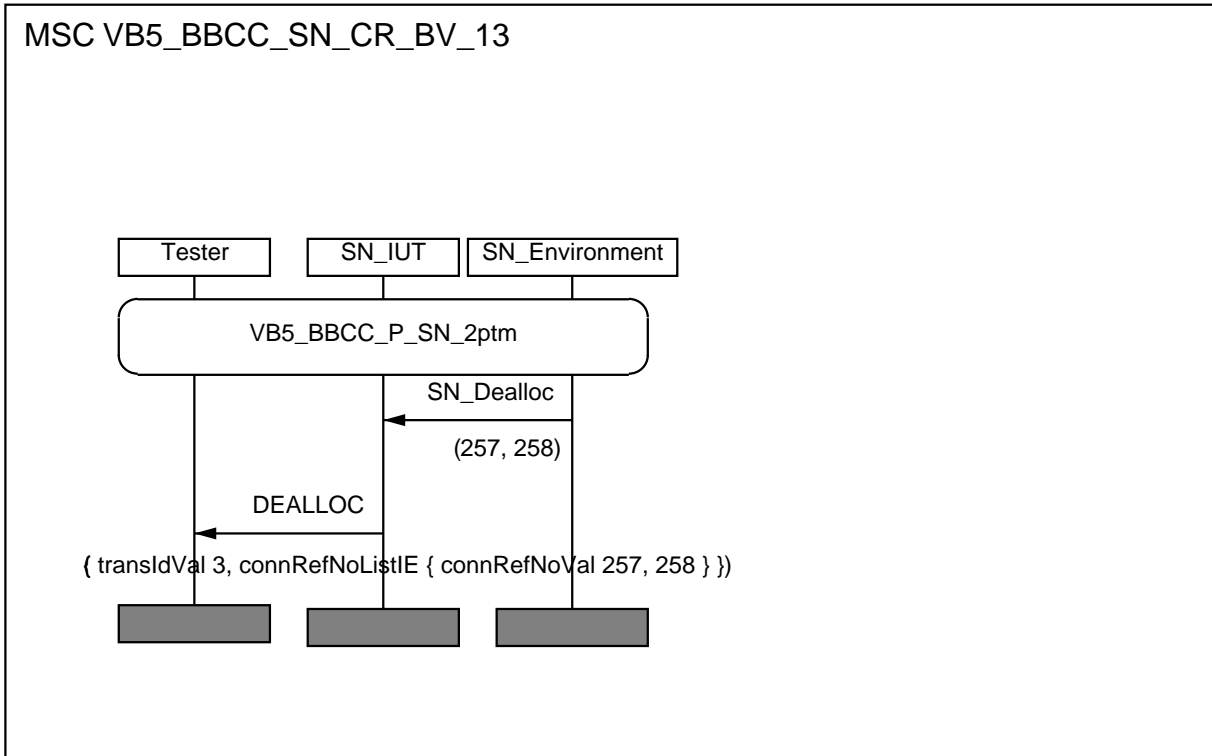 MSC VB5_BBCC_SN_CR_BV_13
Tester SN_IUT SN_Environment
VB5_BBCC_P_SN_2ptm
SN_Dealloc
(257, 258)
DEALLOC
({ transIdVal 3, connRefNoListIE { connRefNoVal 257, 258 } })